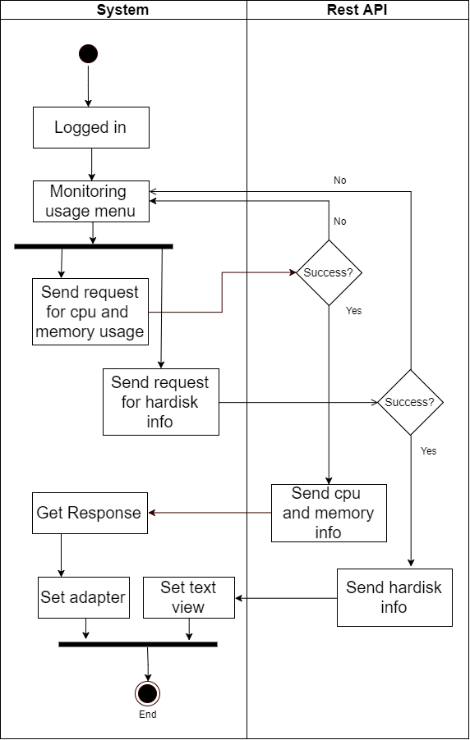 System
Rest API
Logged in
Monitoring
usage menu
No
No
Success?
Send request
for cpu and
memory usage
Yes
Send request
for hardisk
info
Success?
Yes
Send cpu
and memory
info
Get Response
Set adapter
Set text
view
Send hardisk
info
End